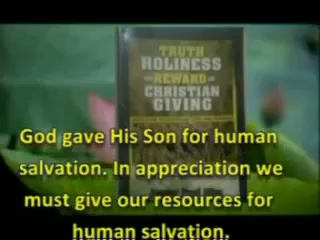 TRUTH
HOLINESS
REWARD
CHRISTIAN
GIVING
God gave His Son for human
salvation. In appreciation we
must give our resources for
human salvation.